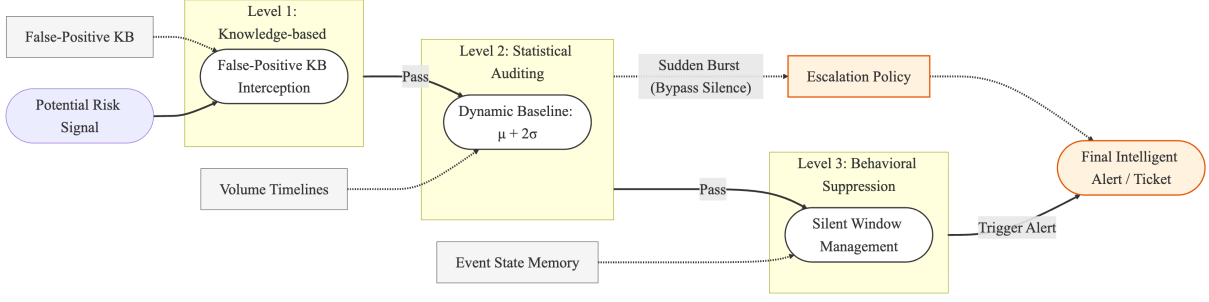 False-Positive KB
Potential Risk
Signal
Level 1:
Knowledge-based
False-Positive KB
Interception
Pass
Volume Timelines
Level 2: Statistical
Auditing
Dynamic Baseline:
μ + 2σ
Sudden Burst
(Bypass Silence)
Escalation Policy
Pass
Event State Memory
Level 3: Behavioral
Suppression
Silent Window
Management
Trigger Alert
Final Intelligent
Alert / Ticket